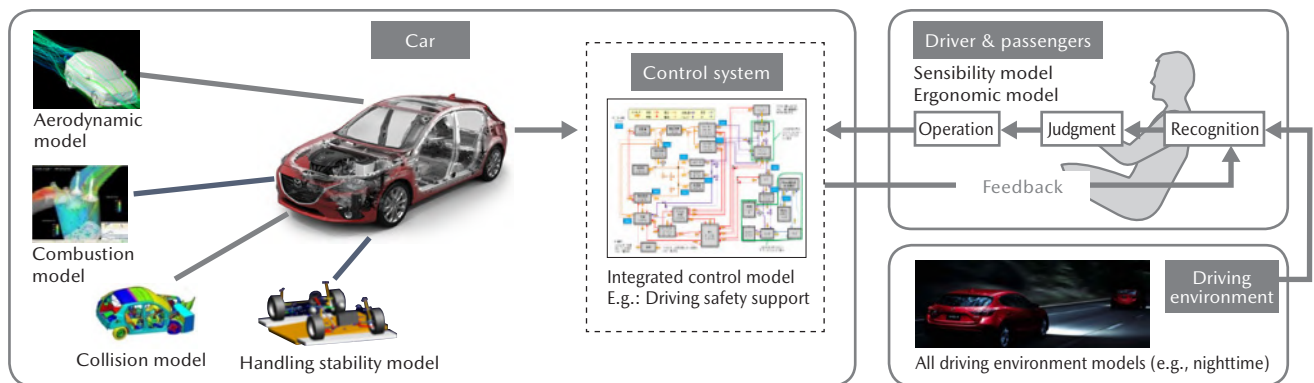 Car
Aerodynamic
model
Combustion
model
Collision model
Handling stability model
Control system
Integrated control model
E.g.: Driving safety support
Driver & passengers
Sensibility model
Ergonomic model
Operation
Judgment
Recognition
Feedback
Driving
environment
All driving environment models (e.g., nighttime)